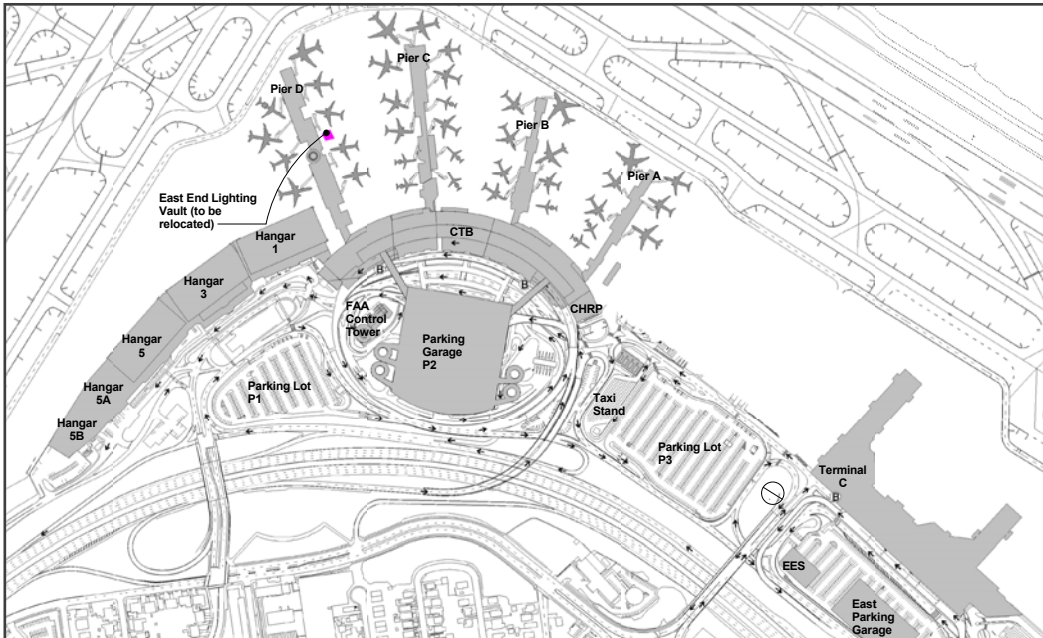 Pier C
Pier D
Pier B
Pier A
East End Lighting
Vault (to be
relocated)
Hangar
1
CTB
B
B
Hangar
3
FAA
Control
Tower
CHRP
Parking
Garage
P2
Hangar
5
Parking Lot
P1
Hangar
5A
Taxi
Stand
Hangar
5B
Parking Lot
P3
Terminal
C
B
EES
East
Parking
Garage